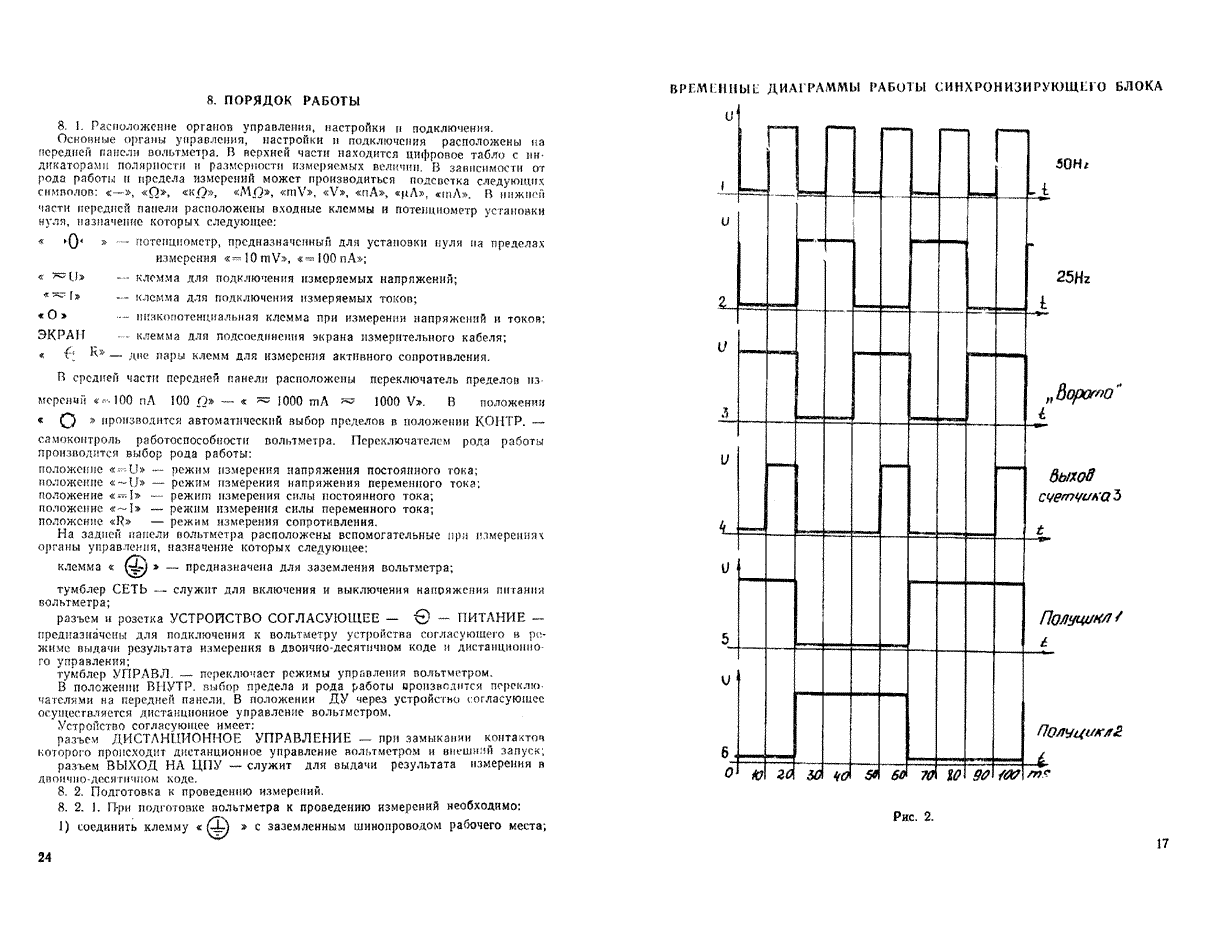 8. ПОРЯДОК РАБОТЫ
8. 1. Расположение органов управления, настройки и подключения.
Основные органы управления, настройки и подключения расположены на
передней панели вольтметра. В верхней части находится цифровое табло с ин-
дикаторами полярности и размерности измеряемых величин. В зависимости от
рода работы и предела измерений может производиться подсветка следующих
символов: «—», «Ω», «кΩ», «МΩ», «mV», «V», «nA», «μA», «mA». В нижней
части передней панели расположены входные клеммы и потенциометр установки
нуля, назначение которых следующее:
« ›0‹ » — потенциометр, предназначенный для установки нуля на пределах
измерения «=10 mV», «=100 nA»;
« ≂U» — клемма для подключения измеряемых напряжений;
«≂I» — клемма для подключения измеряемых токов;
«О» — низкопотенциальная клемма при измерении напряжений и токов;
ЭКРАН — клемма для подсоединения экрана измерительного кабеля;
« R» — две пары клемм для измерения активного сопротивления.
В средней части передней панели расположены переключатель пределов из-
мерений «=100 nA 100 Ω» — « ≂ 1000 mA ≂ 1000 V». В положении
« ○ » производится автоматический выбор пределов в положении КОНТР. —
самоконтроль работоспособности вольтметра. Переключателем рода работы
производится выбор рода работы:
положение «=U» — режим измерения напряжения постоянного тока;
положение «~U» — режим измерения напряжения переменного тока;
положение «=I» — режим измерения силы постоянного тока;
положение «~I» — режим измерения силы переменного тока;
положение «R» — режим измерения сопротивления.
На задней панели вольтметра расположены вспомогательные при измерениях
органы управления, назначение которых следующее:
клемма « ⏚ » — предназначена для заземления вольтметра;
тумблер СЕТЬ — служит для включения и выключения напряжения питания
вольтметра;
разъем и розетка УСТРОЙСТВО СОГЛАСУЮЩЕЕ — — ПИТАНИЕ —
предназначены для подключения к вольтметру устройства согласующего в ре-
жиме выдачи результата измерения в двоично-десятичном коде и дистанционно-
го управления;
тумблер УПРАВЛ. — переключает режимы управления вольтметром.
В положении ВНУТР. выбор предела и рода работы производится переклю-
чателями на передней панели. В положении ДУ через устройство согласующее
осуществляется дистанционное управление вольтметром.
Устройство согласующее имеет:
разъем ДИСТАНЦИОННОЕ УПРАВЛЕНИЕ — при замыкании контактов
которого происходит дистанционное управление вольтметром и внешний запуск;
разъем ВЫХОД НА ЦПУ — служит для выдачи результата измерения в
двоично-десятичном коде.
8. 2. Подготовка к проведению измерений.
8. 2. 1. При подготовке вольтметра к проведению измерений необходимо:
1) соединить клемму « ⏚ » с заземленным шинопроводом рабочего места;
24
ВРЕМЕННЫЕ ДИАГРАММЫ РАБОТЫ СИНХРОНИЗИРУЮЩЕГО БЛОКА
U
50Hz
1 t
U
25Hz
2 t
U
„Ворота"
3 t
U
Выход
счетчика 3
4 t
U
Полуцикл 1
5 t
U
Полуцикл 2
6 t
0 10 20 30 40 50 60 70 80 90 100 ms
Рис. 2.
17